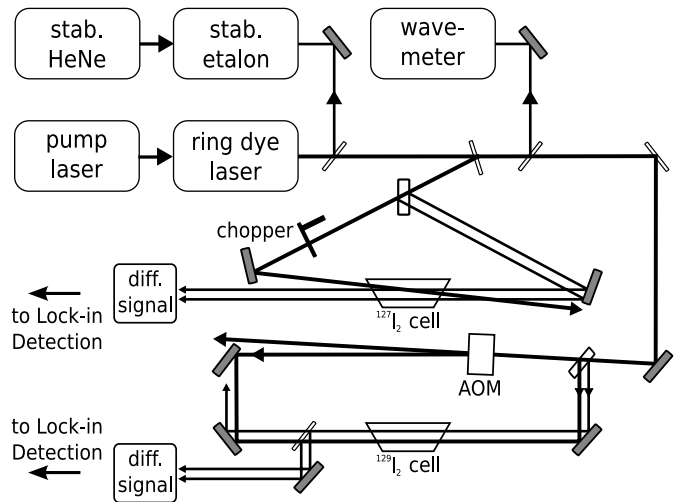 stab.
HeNe
stab.
etalon
wave-
meter
pump
laser
ring dye
laser
chopper
diff.
signal
to Lock-in
Detection
¹²⁷I₂ cell
AOM
to Lock-in
Detection
diff.
signal
¹²⁹I₂ cell